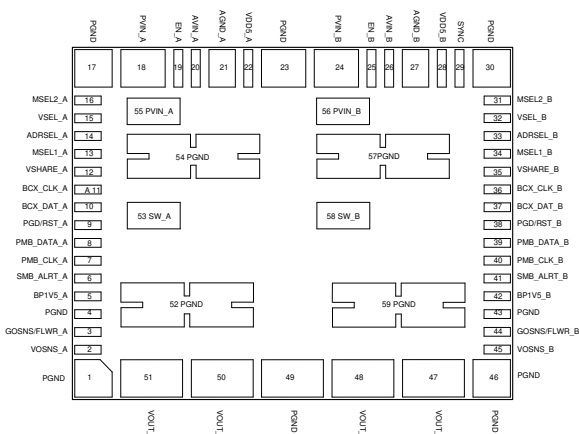 PGND PVIN_A EN_A AVIN_A AGND_A VDD5_A PGND PVIN_B EN_B AVIN_B AGND_B VDD5_B SYNC PGND
17 18 19 20 21 22 23 24 25 26 27 28 29 30
MSEL2_A 16 31 MSEL2_B
55 PVIN_A 56 PVIN_B
VSEL_A 15 32 VSEL_B
ADRSEL_A 14 33 ADRSEL_B
MSEL1_A 13 34 MSEL1_B
54 PGND 57PGND
VSHARE_A 12 35 VSHARE_B
BCX_CLK_A A 11 36 BCX_CLK_B
BCX_DAT_A 10 37 BCX_DAT_B
53 SW_A 58 SW_B
PGD/RST_A 9 38 PGD/RST_B
PMB_DATA_A 8 39 PMB_DATA_B
PMB_CLK_A 7 40 PMB_CLK_B
SMB_ALRT_A 6 41 SMB_ALRT_B
BP1V5_A 5 42 BP1V5_B
52 PGND 59 PGND
PGND 4 43 PGND
GOSNS/FLWR_A 3 44 GOSNS/FLWR_B
VOSNS_A 2 45 VOSNS_B
PGND 1 51 50 49 48 47 46 PGND
VOUT_ VOUT_ PGND VOUT_ VOUT_ PGND